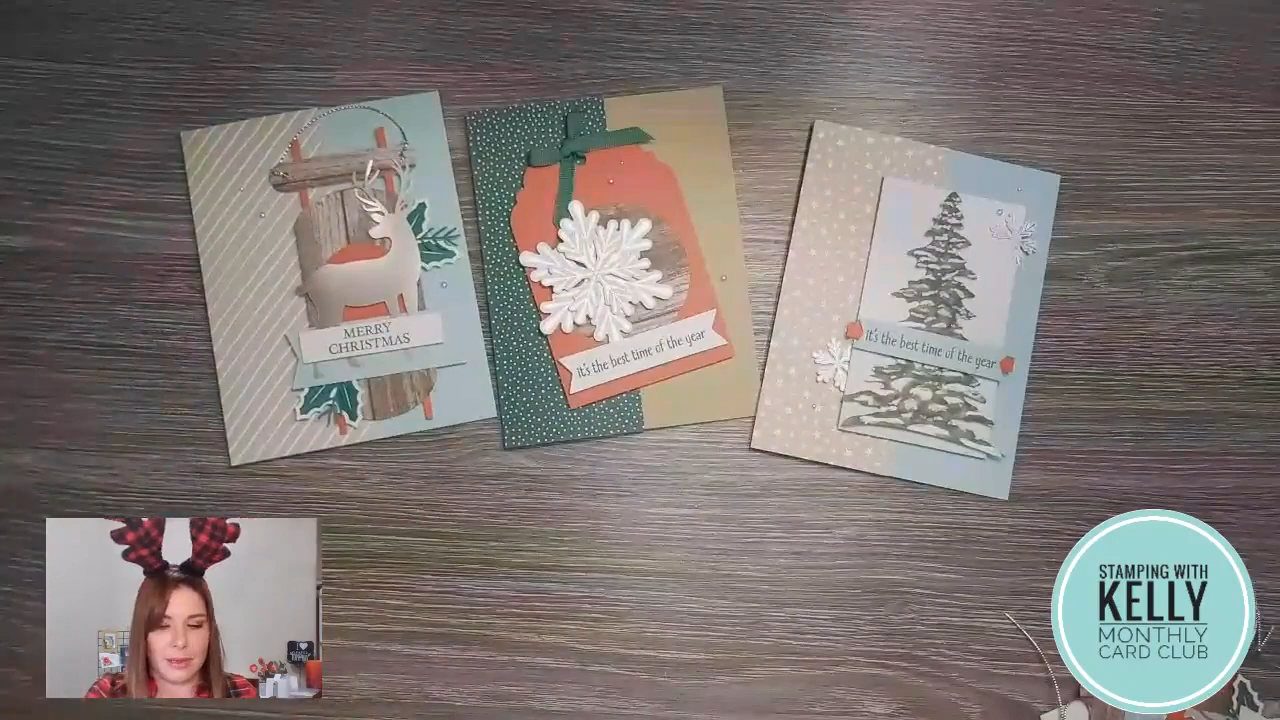 MERRY
CHRISTMAS
it's the best time of the year
it's the best time of the year
STAMPING WITH
KELLY
MONTHLY
CARD CLUB